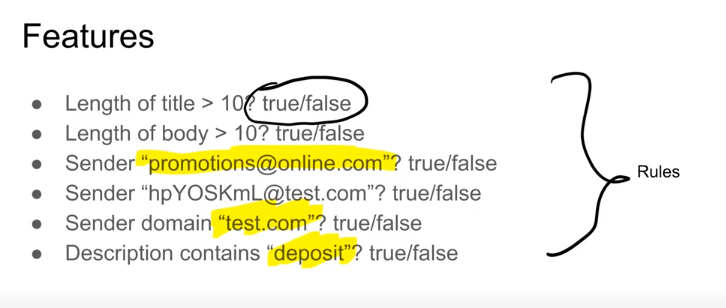 Features
● Length of title > 10? true/false
● Length of body > 10? true/false
● Sender “promotions@online.com”? true/false
● Sender “hpYOSKmL@test.com”? true/false
● Sender domain “test.com”? true/false
● Description contains “deposit”? true/false
Rules